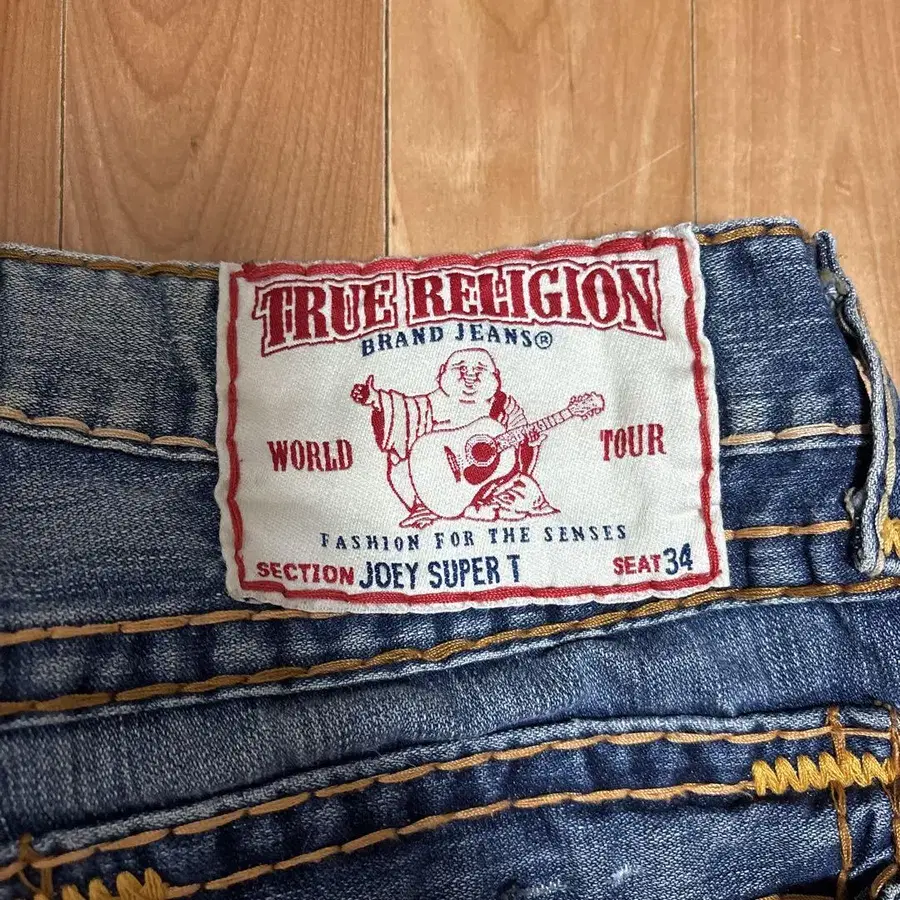 TRUE RELIGION
BRAND JEANS®
WORLD TOUR
FASHION FOR THE SENSES
SECTION JOEY SUPER T SEAT 34